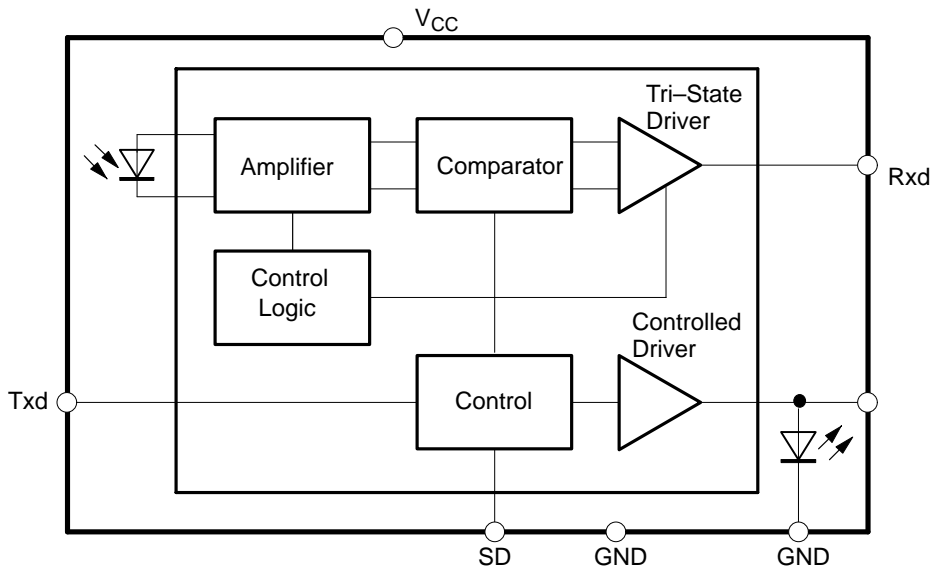 VCC
Tri–State
Driver
Amplifier
Comparator
Rxd
Control
Logic
Controlled
Driver
Txd
Control
SD
GND
GND